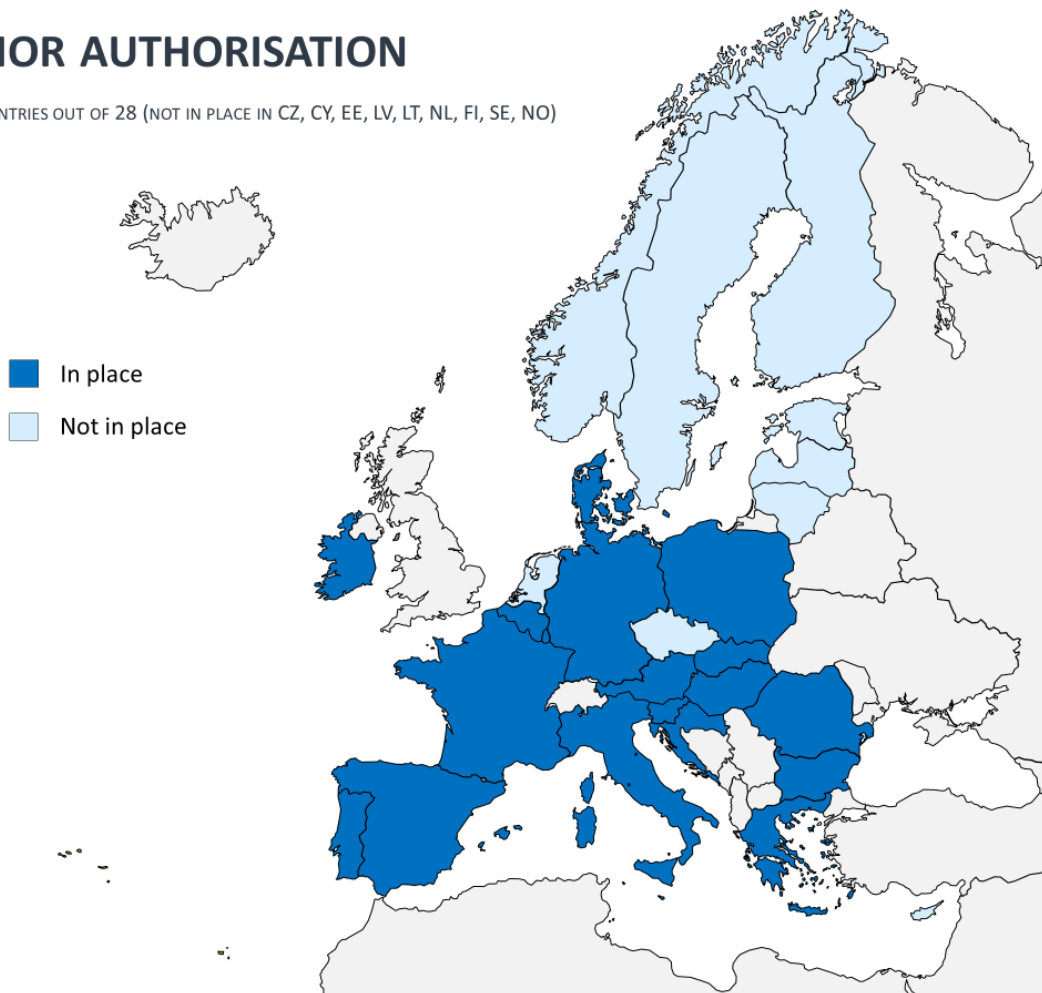 IOR AUTHORISATION
NTRIES OUT OF 28 (NOT IN PLACE IN CZ, CY, EE, LV, LT, NL, FI, SE, NO)
In place
Not in place